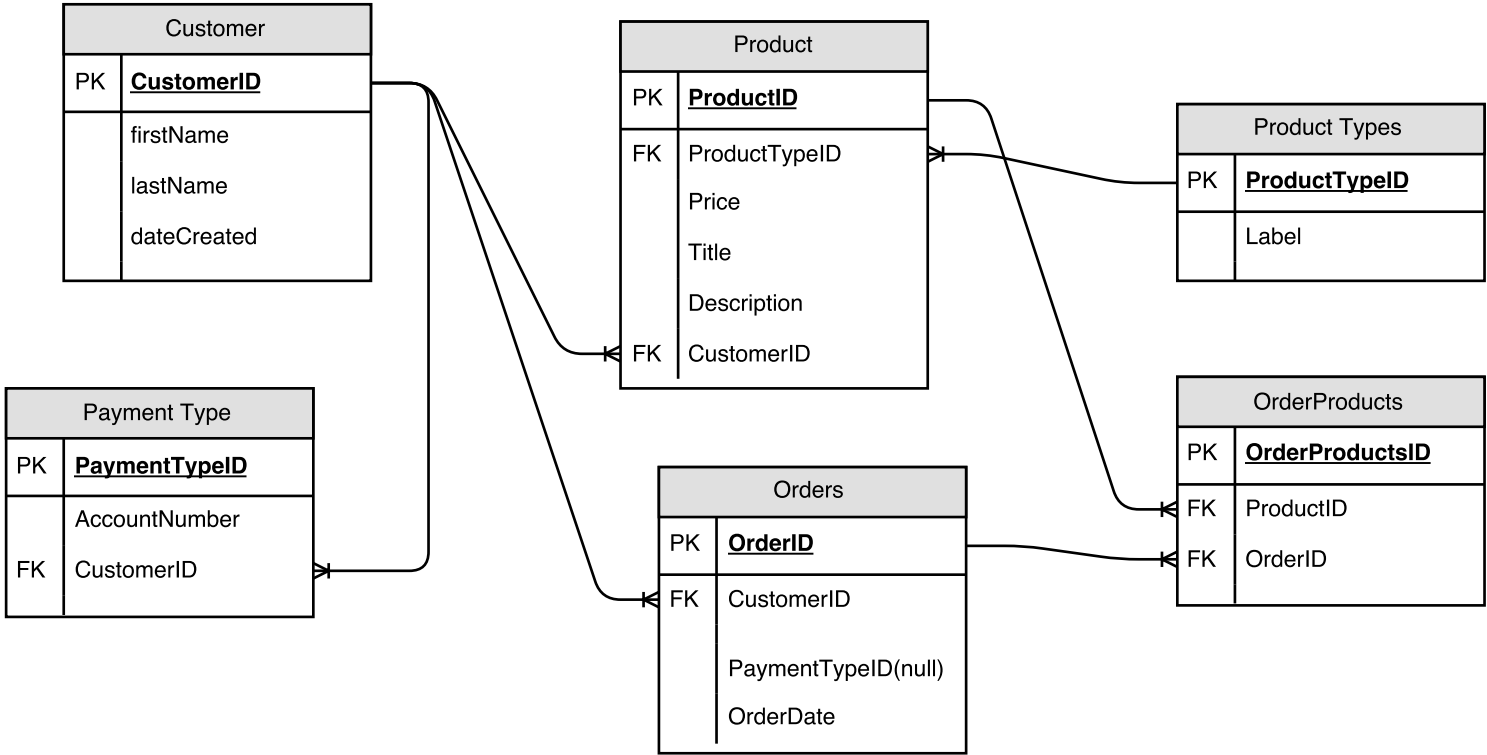 Customer
PK CustomerID
firstName
lastName
dateCreated
Product
PK ProductID
FK ProductTypeID
Price
Title
Description
FK CustomerID
Product Types
PK ProductTypeID
Label
Payment Type
PK PaymentTypeID
AccountNumber
FK CustomerID
Orders
PK OrderID
FK CustomerID
PaymentTypeID(null)
OrderDate
OrderProducts
PK OrderProductsID
FK ProductID
FK OrderID